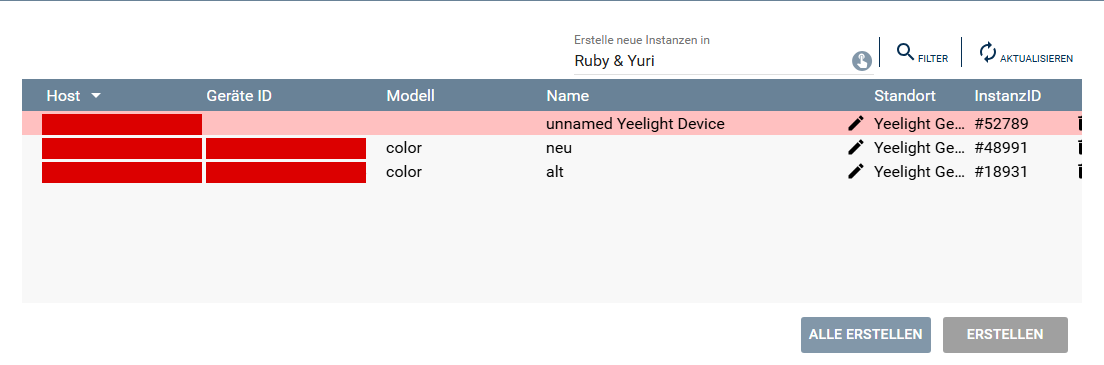 Erstelle neue Instanzen in
Ruby & Yuri
FILTER
AKTUALISIEREN
Host Geräte ID Modell Name Standort InstanzID
unnamed Yeelight Device Yeelight Ge... #52789
color neu Yeelight Ge... #48991
color alt Yeelight Ge... #18931
ALLE ERSTELLEN ERSTELLEN